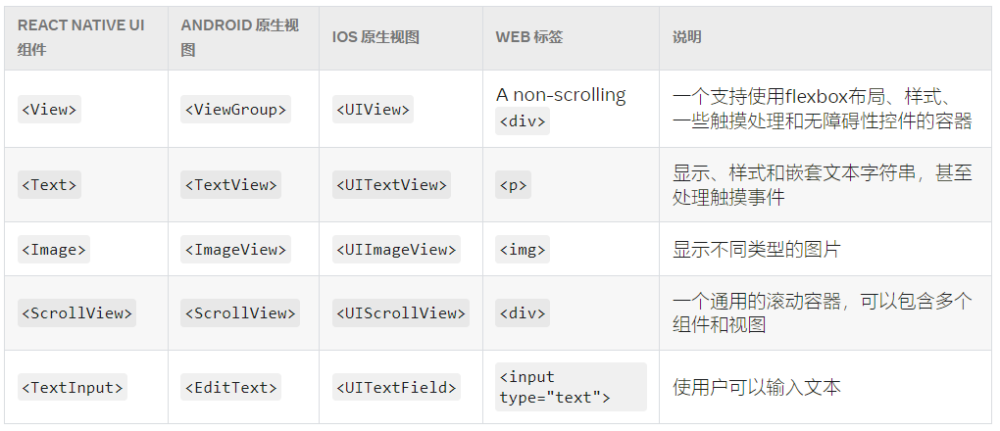 REACT NATIVE UI
组件
ANDROID 原生视
图
IOS 原生视图
WEB 标签
说明
<View>
<ViewGroup>
<UIView>
A non-scrolling
<div>
一个支持使用flexbox布局、样式、
一些触摸处理和无障碍性控件的容器
<Text>
<TextView>
<UITextView>
<p>
显示、样式和嵌套文本字符串，甚至
处理触摸事件
<Image>
<ImageView>
<UIImageView>
<img>
显示不同类型的图片
<ScrollView>
<ScrollView>
<UIScrollView>
<div>
一个通用的滚动容器，可以包含多个
组件和视图
<TextInput>
<EditText>
<UITextField>
<input
type="text">
使用户可以输入文本